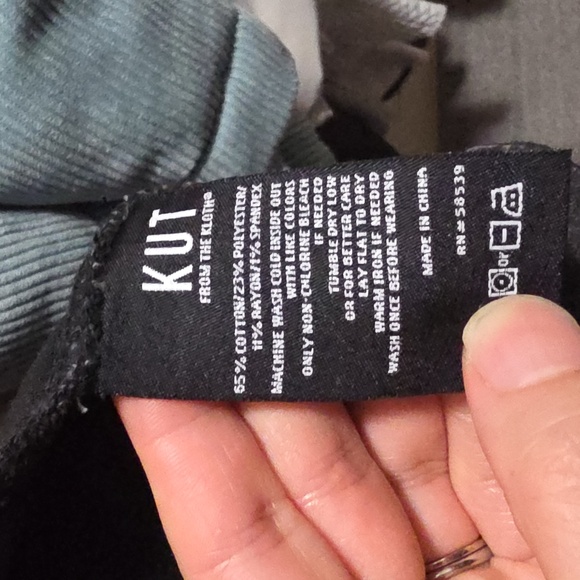 KUT
FROM THE KLOTH®
65% COTTON/23% POLYESTER/
11% RAYON/1% SPANDEX
MACHINE WASH COLD INSIDE OUT
WITH LIKE COLORS
ONLY NON-CHLORINE BLEACH
IF NEEDED
TUMBLE DRY LOW
OR FOR BETTER CARE
LAY FLAT TO DRY
WARM IRON IF NEEDED
WASH ONCE BEFORE WEARING
MADE IN CHINA
RN# 58539
or